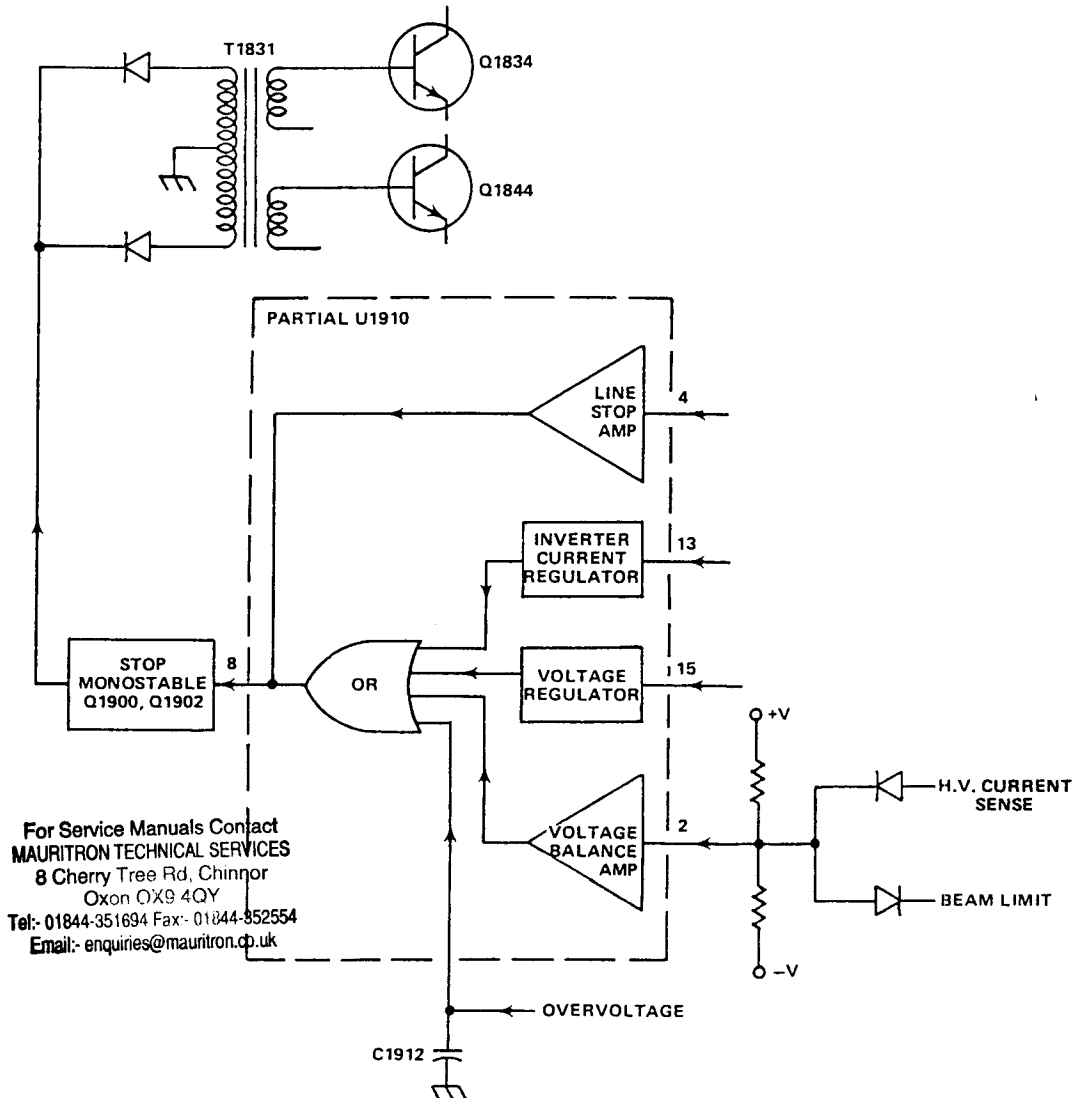 T1831
Q1834
Q1844
PARTIAL U1910
LINE
STOP
AMP
4
INVERTER
CURRENT
REGULATOR
13
STOP
MONOSTABLE
Q1900, Q1902
8
OR
VOLTAGE
REGULATOR
15
+V
H.V. CURRENT
SENSE
VOLTAGE
BALANCE
AMP
2
BEAM LIMIT
–V
For Service Manuals Contact
MAURITRON TECHNICAL SERVICES
8 Cherry Tree Rd, Chinnor
Oxon OX9 4QY
Tel:- 01844-351694 Fax:- 01844-352554
Email:- enquiries@mauritron.co.uk
OVERVOLTAGE
C1912